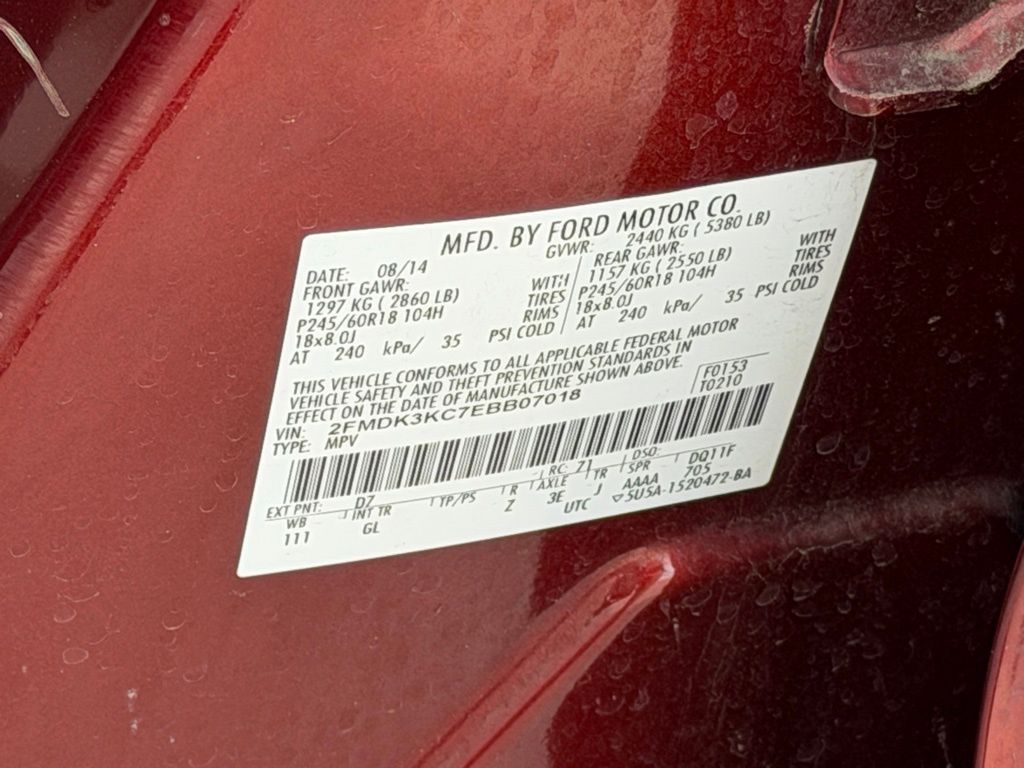 MFD. BY FORD MOTOR CO.
DATE: 08/14 GVWR: 2440 KG ( 5380 LB)
FRONT GAWR: REAR GAWR:
1297 KG ( 2860 LB) WITH 1157 KG ( 2550 LB) WITH
P245/60R18 104H TIRES P245/60R18 104H TIRES
18x8.0J RIMS 18x8.0J RIMS
AT 240 kPa/ 35 PSI COLD AT 240 kPa/ 35 PSI COLD
THIS VEHICLE CONFORMS TO ALL APPLICABLE FEDERAL MOTOR
VEHICLE SAFETY AND THEFT PREVENTION STANDARDS IN
EFFECT ON THE DATE OF MANUFACTURE SHOWN ABOVE.
VIN: 2FMDK3KC7EBB07018 F0153
TYPE: MPV T0210
EXT PNT: DZ RC: Z1 DSO: DQ11F
WB INT TR TP/PS R AXLE TR SPR 705
111 GL Z 3E J AAAA
UTC ▽5U5A-1520472-BA